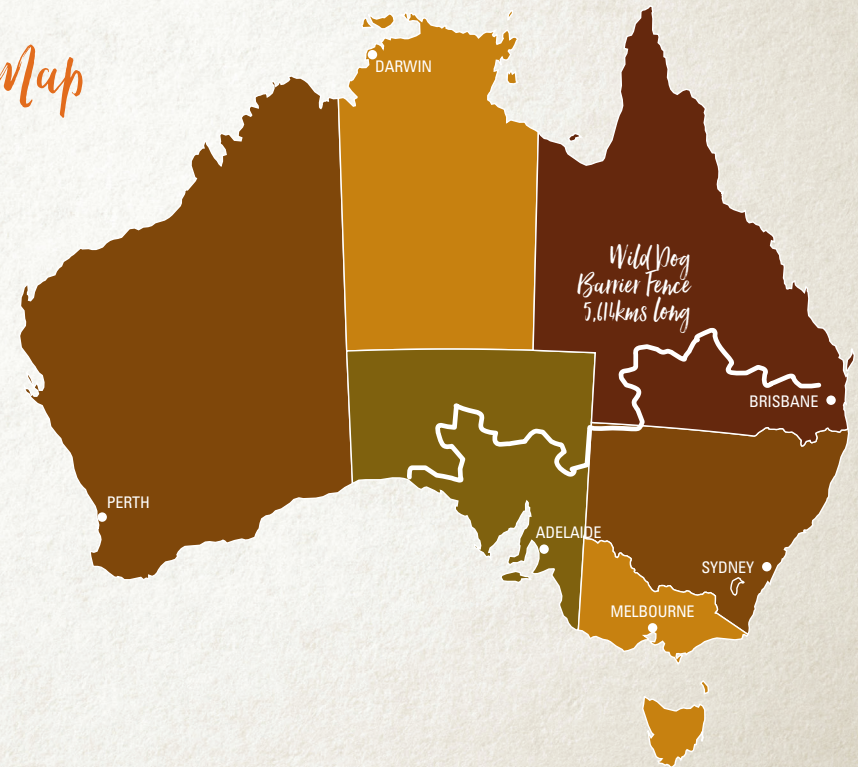 Map
DARWIN
Wild Dog
Barrier Fence
5,614kms long
BRISBANE
PERTH
ADELAIDE
SYDNEY
MELBOURNE